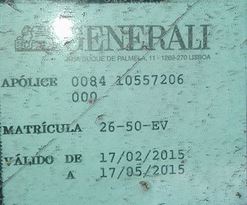 GENERALI
RUA DUQUE DE PALMELA, 11 - 1269-270 LISBOA
APÓLICE 0084 10557206
000
MATRÍCULA 26-50-EV
VÁLIDO DE 17/02/2015
A 17/05/2015